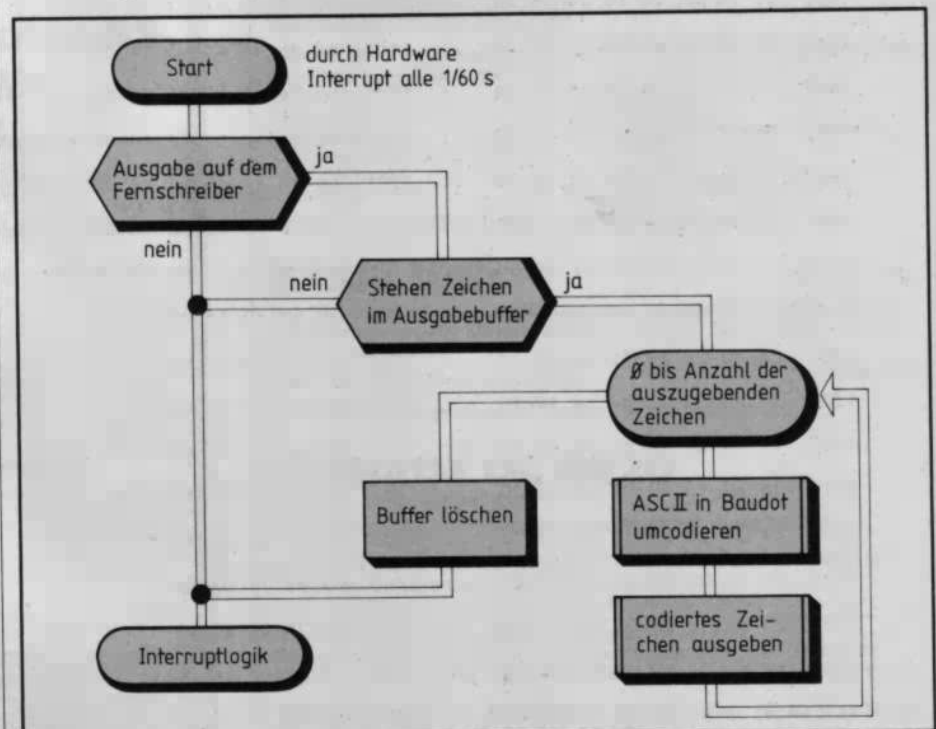 Start
durch Hardware
Interrupt alle 1/60 s
Ausgabe auf dem
Fernschreiber
ja
nein
nein
Stehen Zeichen
im Ausgabebuffer
ja
Ø bis Anzahl der
auszugebenden
Zeichen
Buffer löschen
ASCII in Baudot
umcodieren
codiertes Zei-
chen ausgeben
Interruptlogik